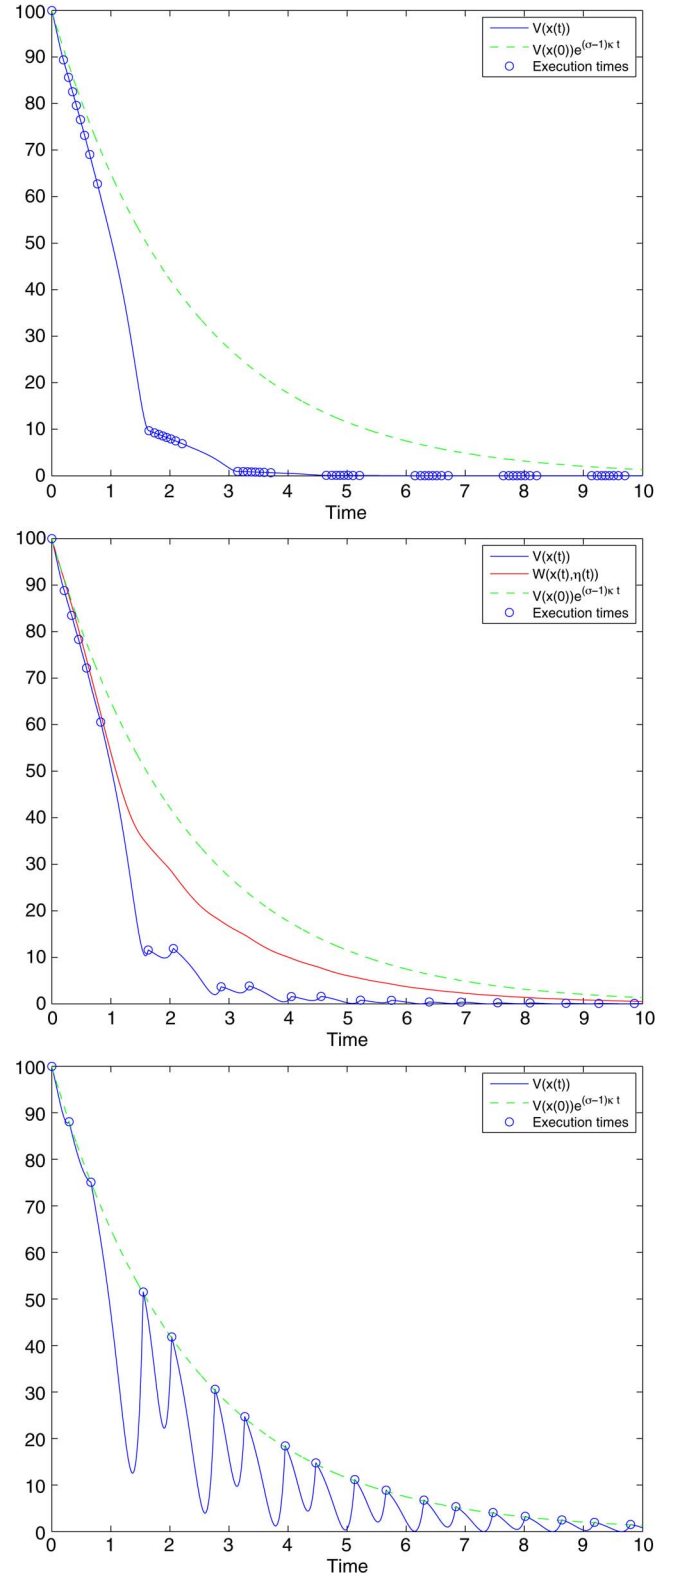 100
90
80
70
60
50
40
30
20
10
0
0 1 2 3 4 5 6 7 8 9 10
Time
V(x(t))
V(x(0))e^(σ−1)κ t
Execution times
100
90
80
70
60
50
40
30
20
10
0
0 1 2 3 4 5 6 7 8 9 10
Time
V(x(t))
W(x(t),η(t))
V(x(0))e^(σ−1)κ t
Execution times
100
90
80
70
60
50
40
30
20
10
0
0 1 2 3 4 5 6 7 8 9 10
Time
V(x(t))
V(x(0))e^(σ−1)κ t
Execution times